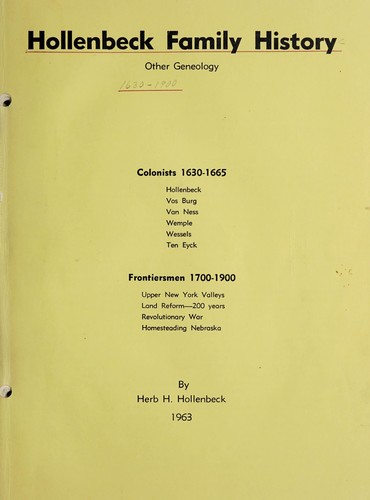 Hollenbeck Family History
Other Geneology
1630-1900
Colonists 1630-1665
Hollenbeck
Vos Burg
Van Ness
Wemple
Wessels
Ten Eyck
Frontiersmen 1700-1900
Upper New York Valleys
Land Reform—200 years
Revolutionary War
Homesteading Nebraska
By
Herb H. Hollenbeck
1963